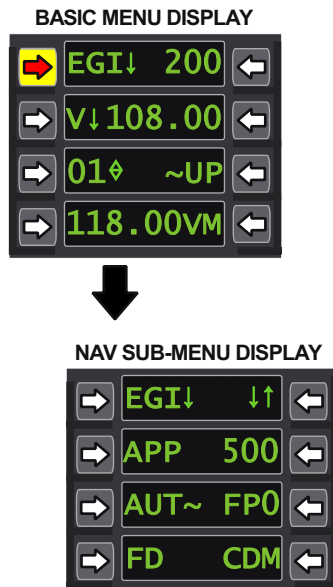 BASIC MENU DISPLAY
EGI↓ 200
V↓108.00
01⬨ ~UP
118.00VM
NAV SUB-MENU DISPLAY
EGI↓ ↓↑
APP 500
AUT~ FP0
FD CDM